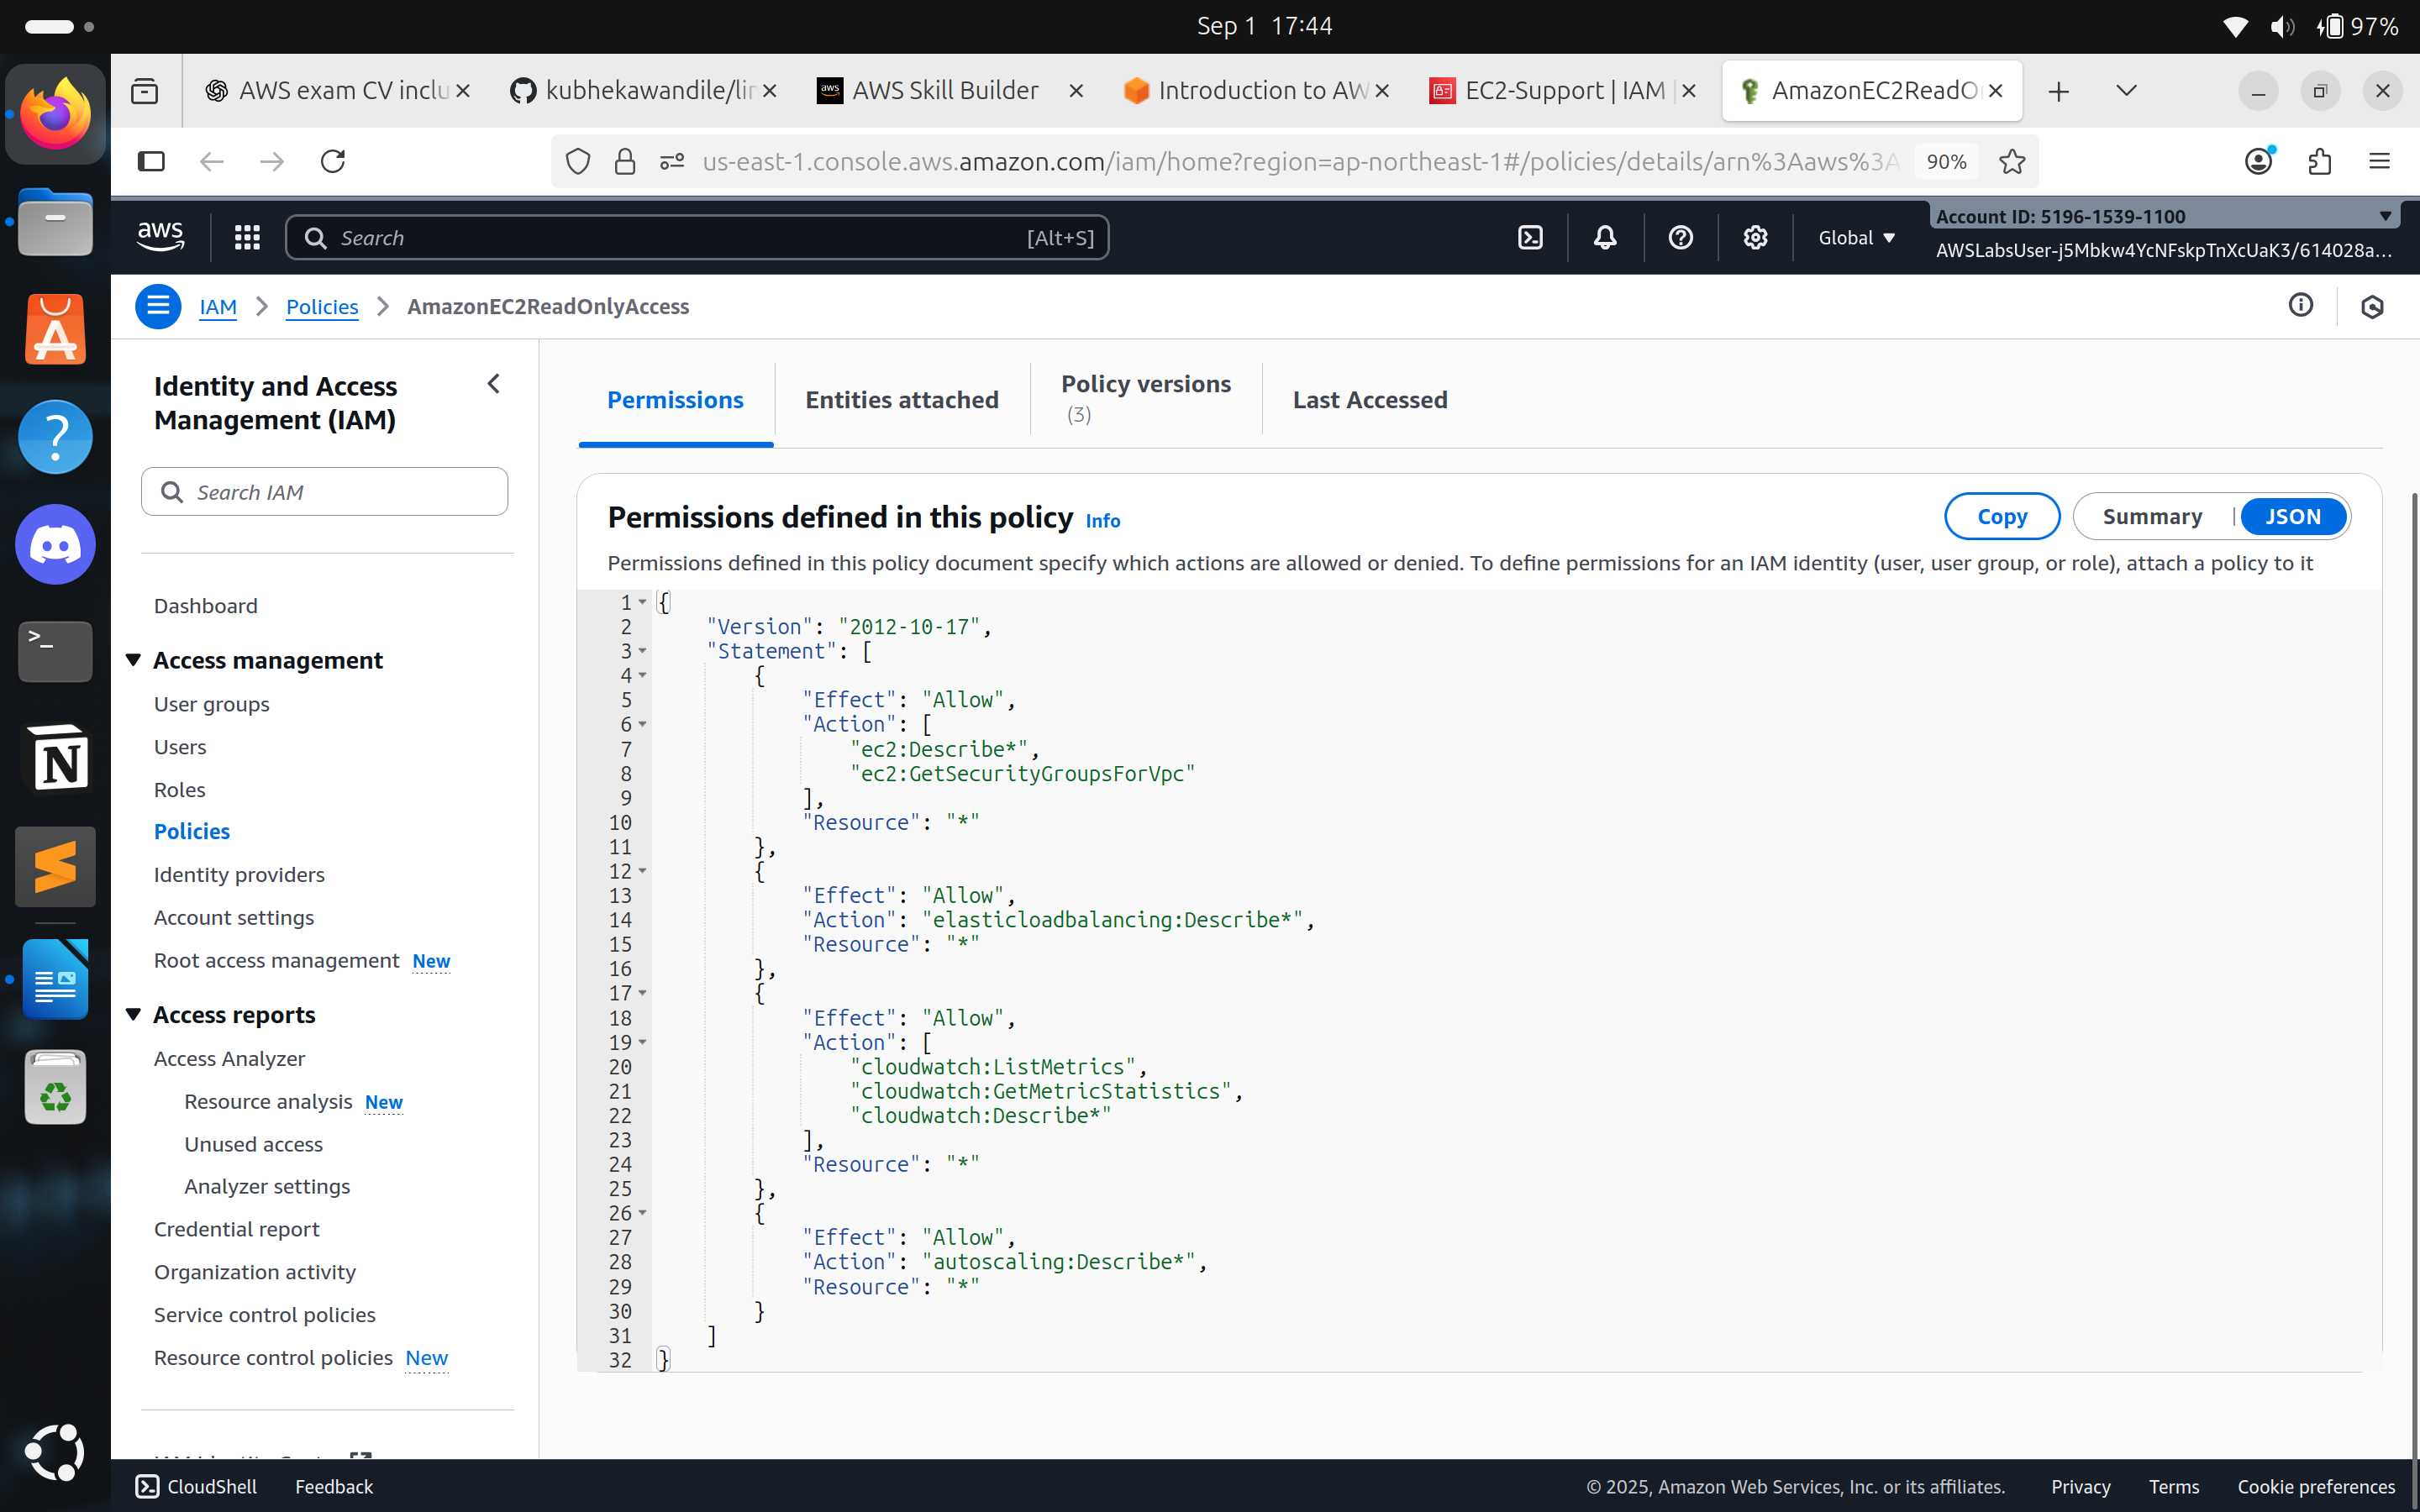 Sep 1 17:44
97%
AWS exam CV inclu
kubhekawandile/lin
AWS Skill Builder
Introduction to AW
EC2-Support | IAM |
AmazonEC2ReadO
us-east-1.console.aws.amazon.com/iam/home?region=ap-northeast-1#/policies/details/arn%3Aaws%3A
90%
aws
Search
[Alt+S]
Global
Account ID: 5196-1539-1100
AWSLabsUser-j5Mbkw4YcNFskpTnXcUaK3/614028a...
IAM
Policies
AmazonEC2ReadOnlyAccess
Identity and Access
Management (IAM)
Search IAM
Dashboard
Access management
User groups
Users
Roles
Policies
Identity providers
Account settings
Root access management New
Access reports
Access Analyzer
Resource analysis New
Unused access
Analyzer settings
Credential report
Organization activity
Service control policies
Resource control policies New
Permissions
Entities attached
Policy versions
(3)
Last Accessed
Permissions defined in this policy Info
Copy
Summary
JSON
Permissions defined in this policy document specify which actions are allowed or denied. To define permissions for an IAM identity (user, user group, or role), attach a policy to it
1 {
2 "Version": "2012-10-17",
3 "Statement": [
4 {
5 "Effect": "Allow",
6 "Action": [
7 "ec2:Describe*",
8 "ec2:GetSecurityGroupsForVpc"
9 ],
10 "Resource": "*"
11 },
12 {
13 "Effect": "Allow",
14 "Action": "elasticloadbalancing:Describe*",
15 "Resource": "*"
16 },
17 {
18 "Effect": "Allow",
19 "Action": [
20 "cloudwatch:ListMetrics",
21 "cloudwatch:GetMetricStatistics",
22 "cloudwatch:Describe*"
23 ],
24 "Resource": "*"
25 },
26 {
27 "Effect": "Allow",
28 "Action": "autoscaling:Describe*",
29 "Resource": "*"
30 }
31 ]
32 }
CloudShell
Feedback
© 2025, Amazon Web Services, Inc. or its affiliates.
Privacy
Terms
Cookie preferences